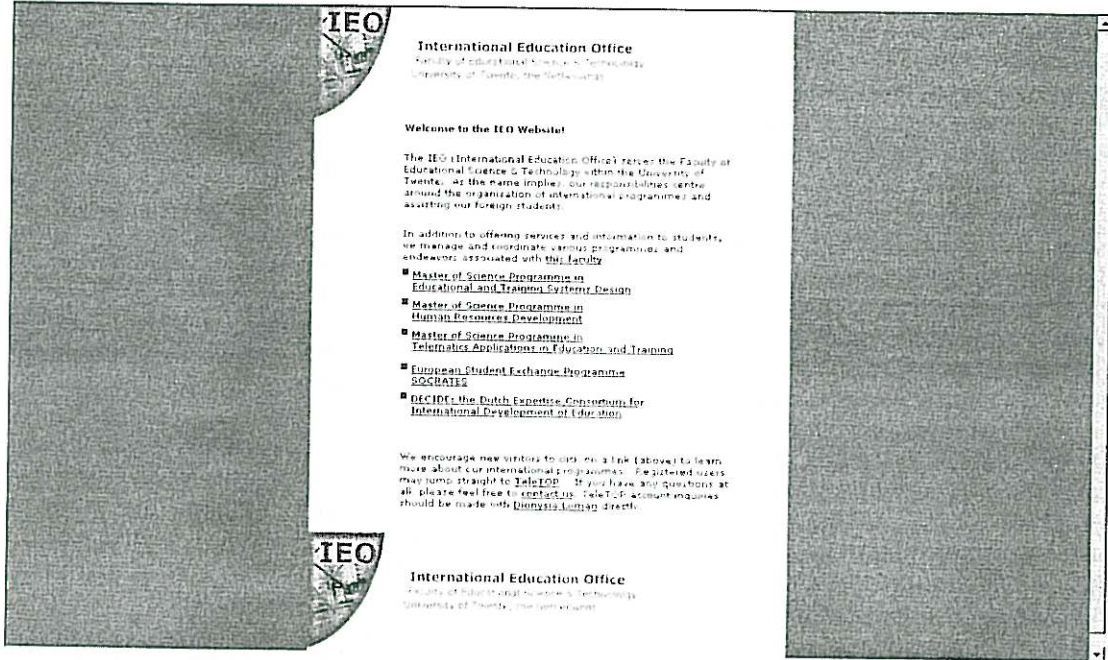 IEO
International Education Office
Faculty of Educational Science & Technology
University of Twente, the Netherlands
Welcome to the IEO Website!
The IEO (International Education Office) serves the Faculty of
Educational Science & Technology within the University of
Twente. As the name implies, our responsibilities centre
around the organization of international programmes and
assisting our foreign students.
In addition to offering services and information to students,
we manage and coordinate various programmes and
endeavors associated with this faculty
Master of Science Programme in
Educational and Training Systems Design
Master of Science Programme in
Human Resources Development
Master of Science Programme in
Telematics Applications in Education and Training
European Student Exchange Programme
SOCRATES
DECIDE: the Dutch Expertise Consortium for
International Development of Education
We encourage new visitors to click on a link (above) to learn
more about our international programmes. Registered users
may jump straight to TeleTOP. If you have any questions at
all, please feel free to contact us. TeleTOP account inquiries
should be made with Dionysia Loman directly.
IEO
International Education Office
Faculty of Educational Science & Technology
University of Twente, the Netherlands